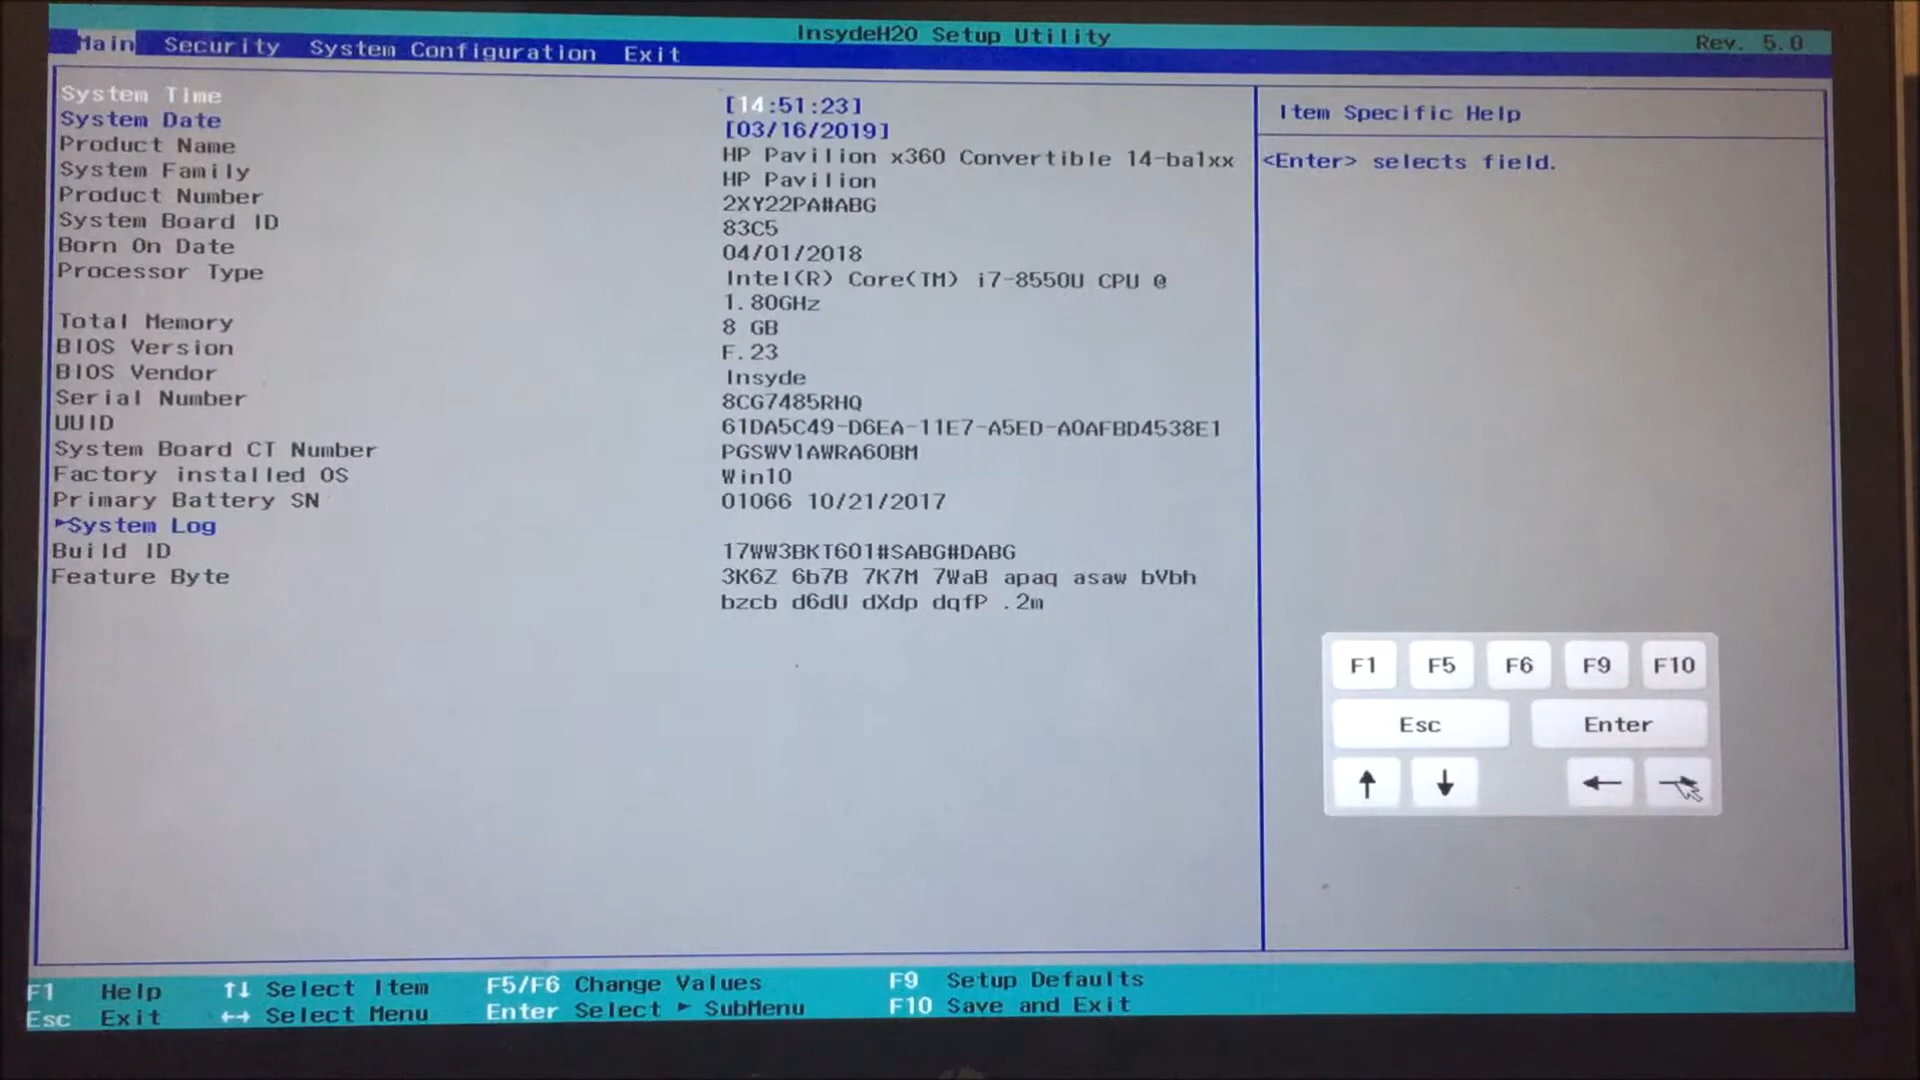 InsydeH20 Setup Utility Rev. 5.0
Main Security System Configuration Exit
System Time [14:51:23]
System Date [03/16/2019]
Product Name HP Pavilion x360 Convertible 14-ba1xx
System Family HP Pavilion
Product Number 2XY22PA#ABG
System Board ID 83C5
Born On Date 04/01/2018
Processor Type Intel(R) Core(TM) i7-8550U CPU @
1.80GHz
Total Memory 8 GB
BIOS Version F.23
BIOS Vendor Insyde
Serial Number 8CG7485RHQ
UUID 61DA5C49-D6EA-11E7-A5ED-A0AFBD4538E1
System Board CT Number PGSWV1AWRA60BM
Factory installed OS Win10
Primary Battery SN 01066 10/21/2017
►System Log
Build ID 17WW3BKT601#SABG#DABG
Feature Byte 3K6Z 6b7B 7K7M 7WaB apaq asaw bVbh
bzcb d6dU dXdp dqfP .2m
Item Specific Help
<Enter> selects field.
F1 F5 F6 F9 F10
Esc Enter
↑ ↓ ← →
F1 Help ↑↓ Select Item F5/F6 Change Values F9 Setup Defaults
Esc Exit ↔ Select Menu Enter Select ► SubMenu F10 Save and Exit